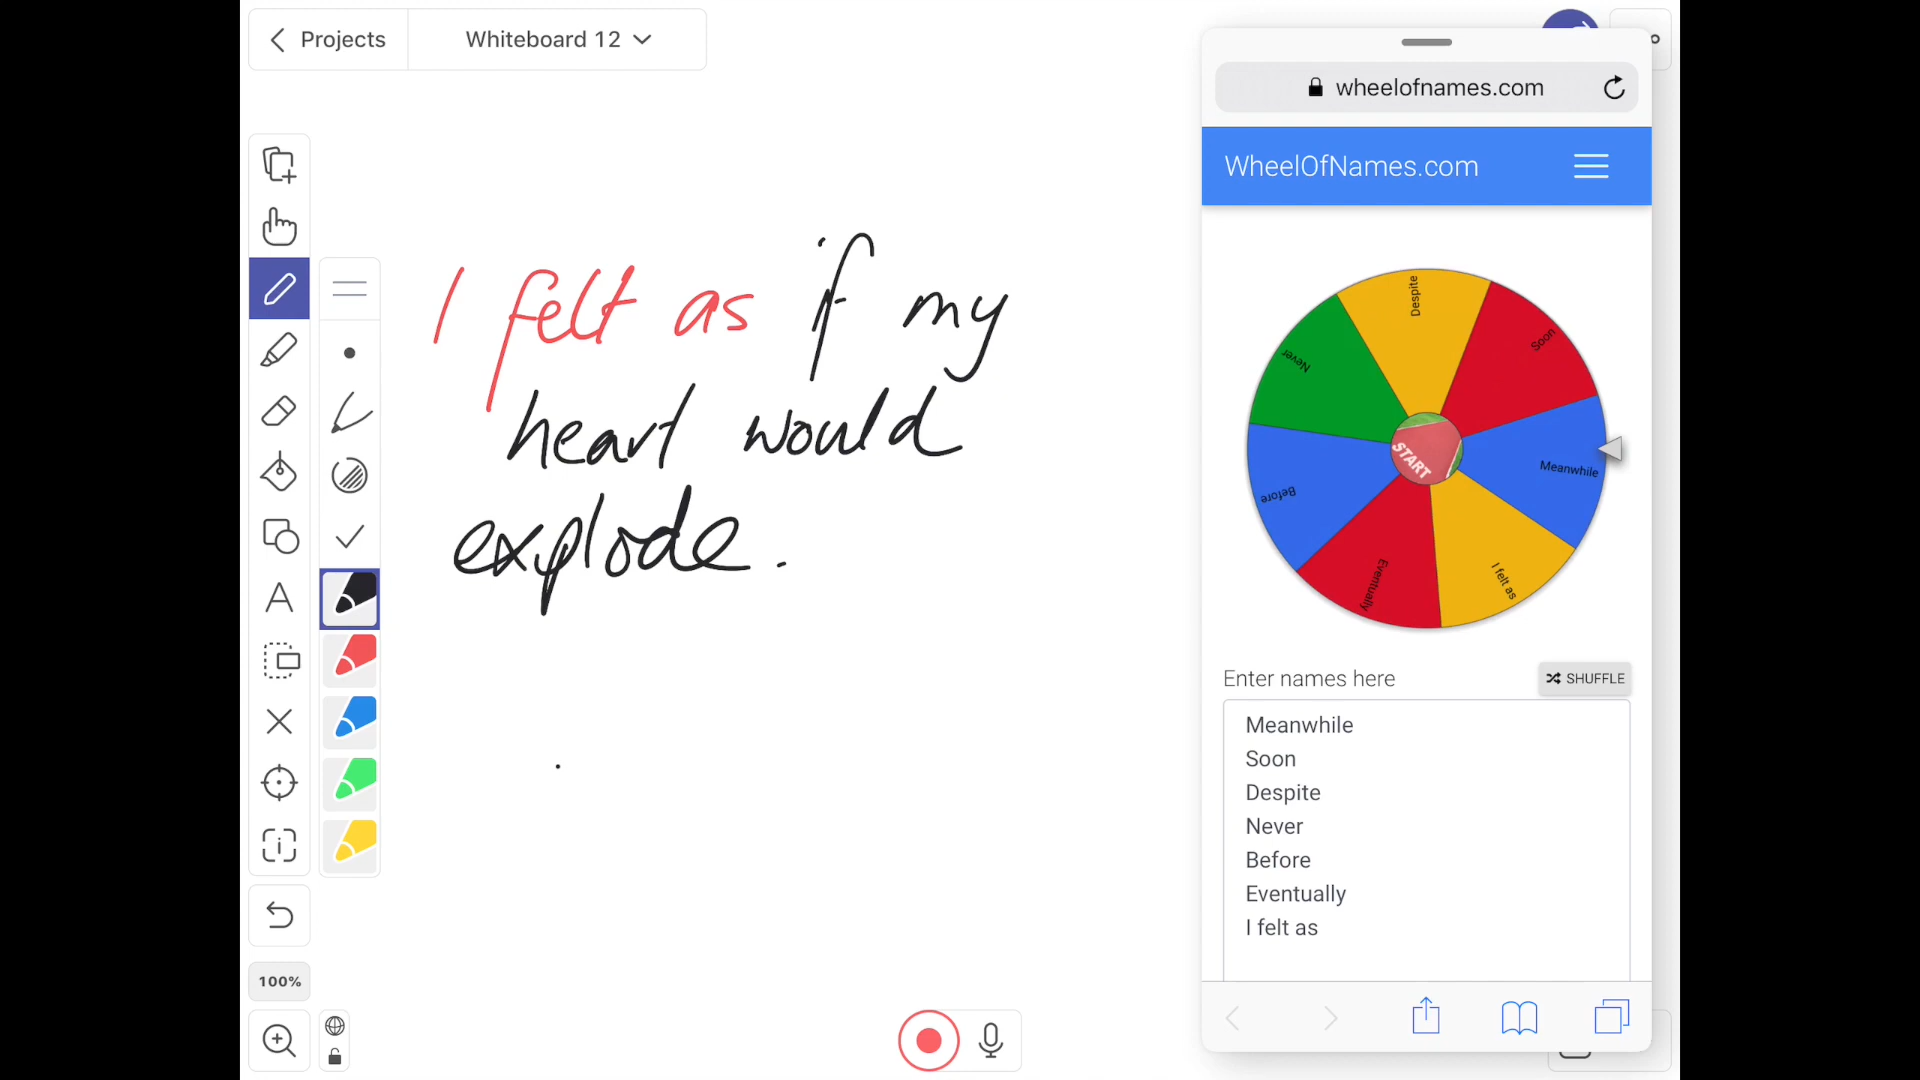 Projects
Whiteboard 12
I felt as if my
heart would
explode.
100%
wheelofnames.com
WheelOfNames.com
Despite
Soon
Never
Meanwhile
Before
I felt as
Eventually
START
Enter names here
SHUFFLE
Meanwhile
Soon
Despite
Never
Before
Eventually
I felt as